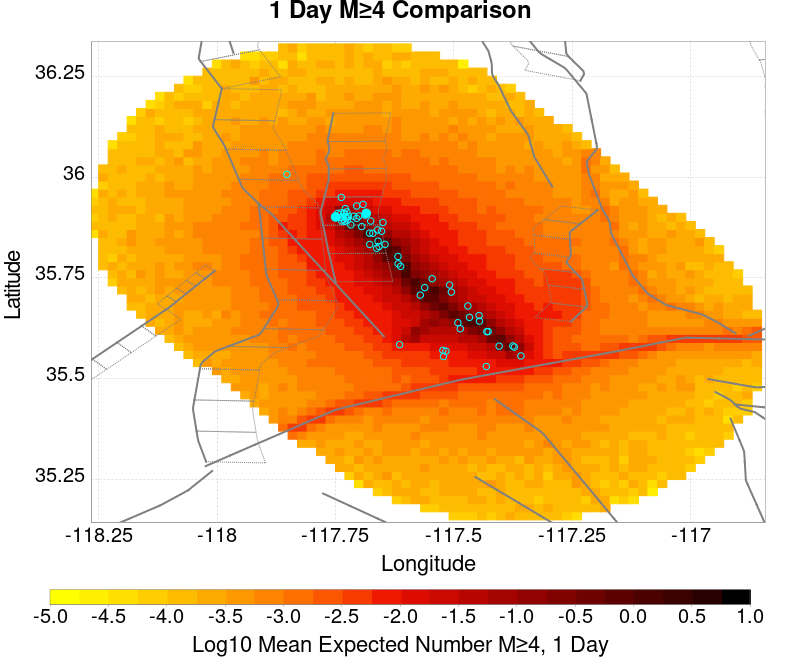 1 Day M≥4 Comparison
36.25
36
35.75
35.5
35.25
Latitude
-118.25 -118 -117.75 -117.5 -117.25 -117
Longitude
-5.0 -4.5 -4.0 -3.5 -3.0 -2.5 -2.0 -1.5 -1.0 -0.5 0.0 0.5 1.0
Log10 Mean Expected Number M≥4, 1 Day